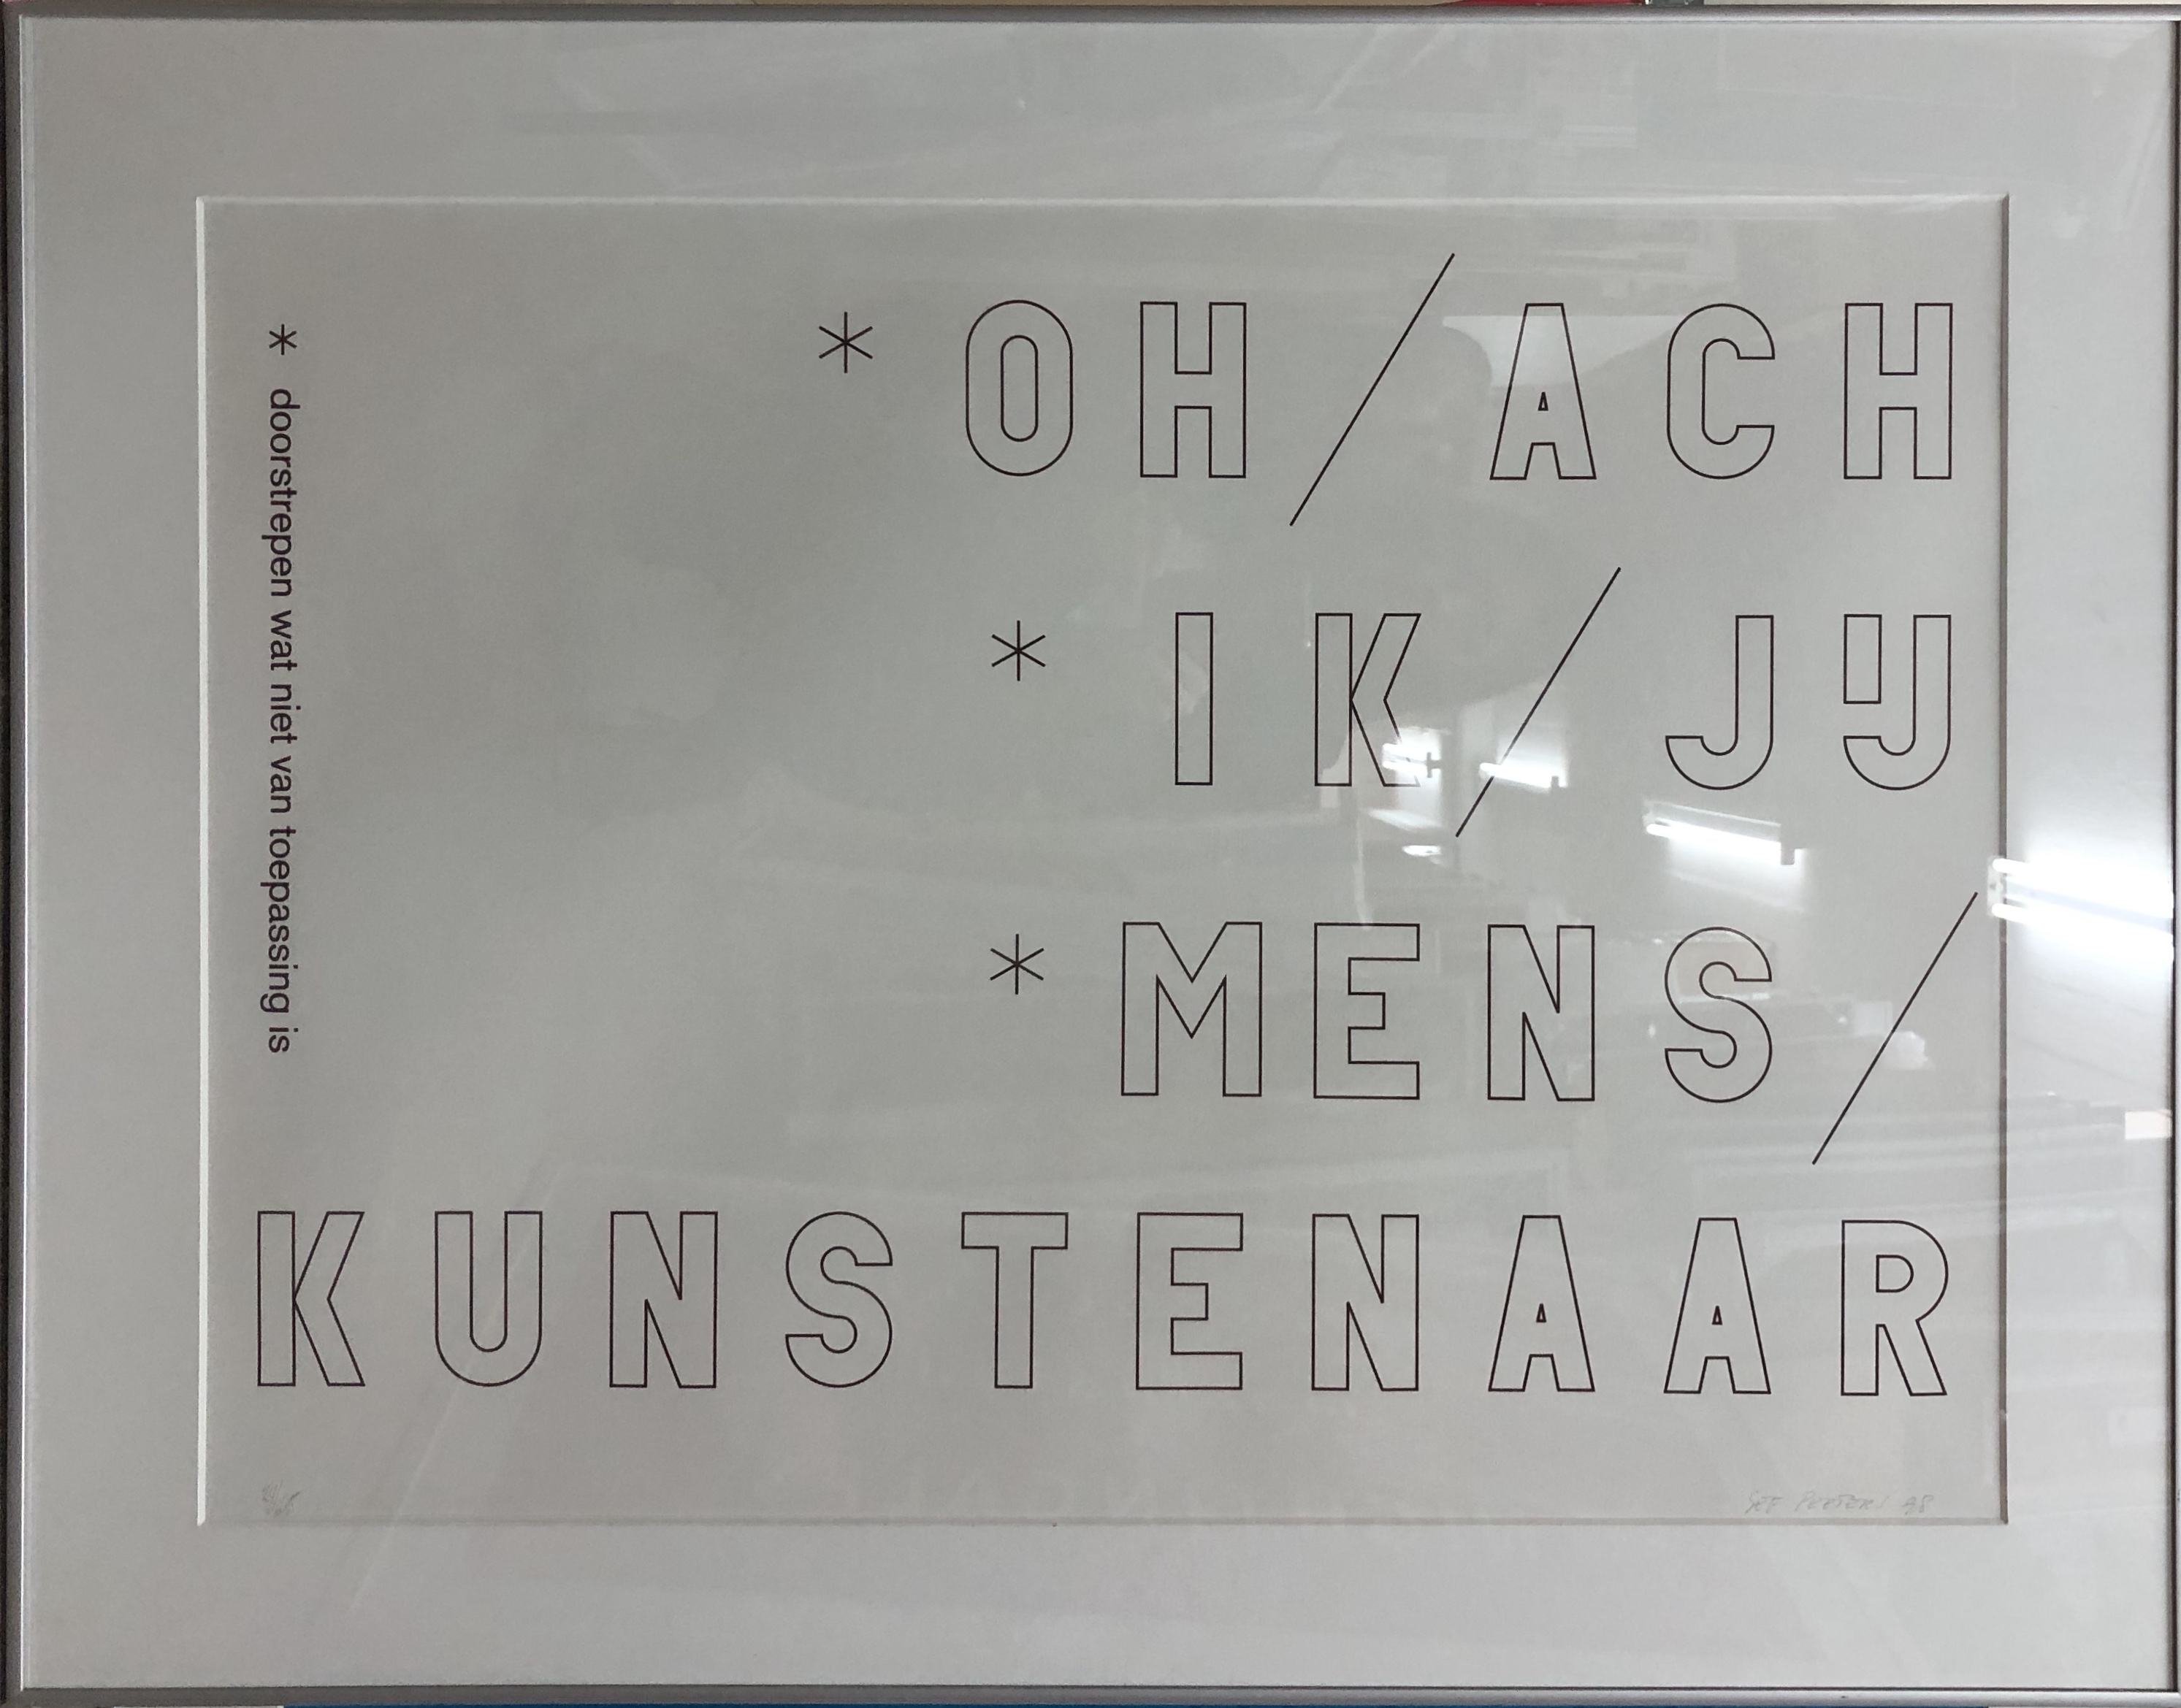 * OH/ACH
* IK/JIJ
* MENS/
KUNSTENAAR
* doorstrepen wat niet van toepassing is